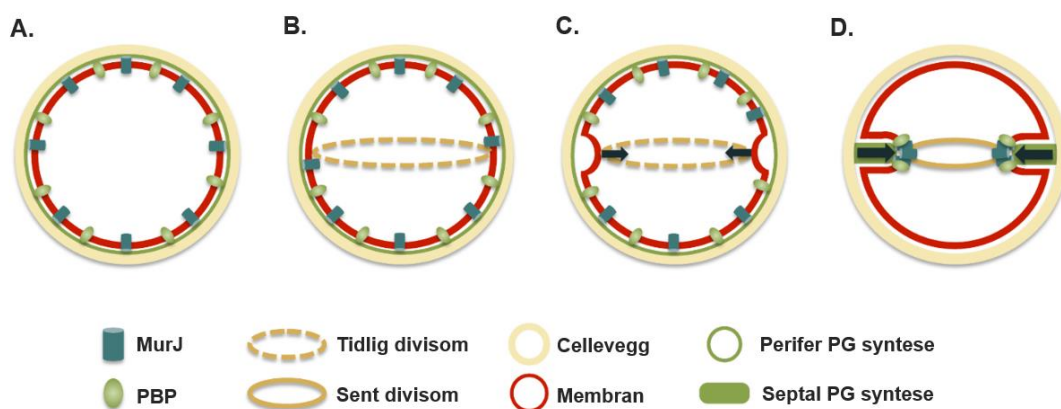 A.
B.
C.
D.
MurJ
Tidlig divisom
Cellevegg
Perifer PG syntese
PBP
Sent divisom
Membran
Septal PG syntese